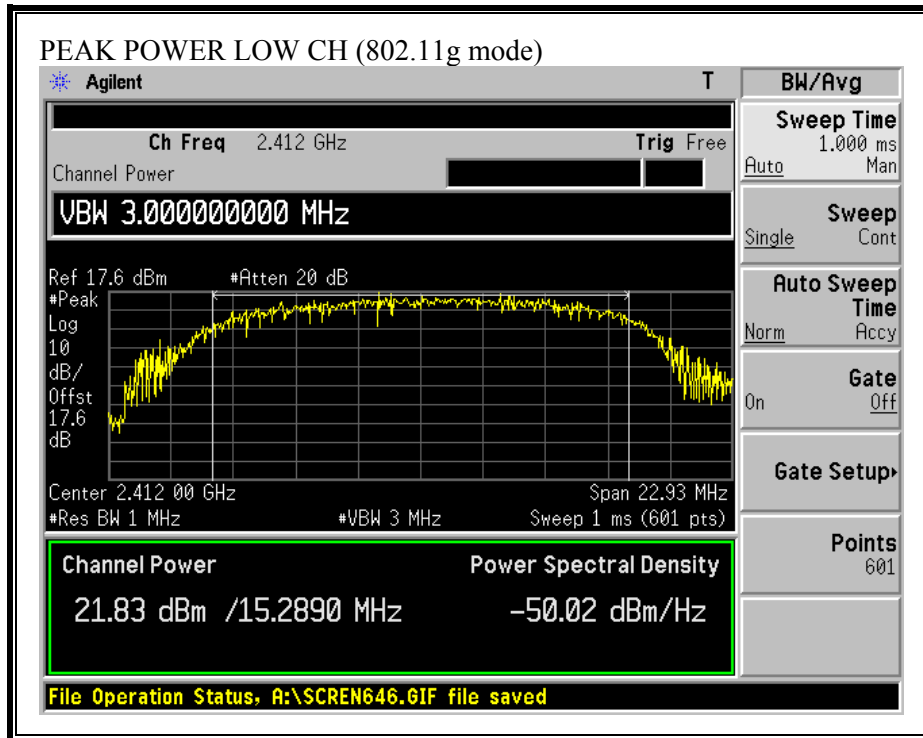 PEAK POWER LOW CH (802.11g mode)
Agilent T
Ch Freq 2.412 GHz Trig Free
Channel Power
VBW 3.000000000 MHz
Ref 17.6 dBm #Atten 20 dB
#Peak
Log
10
dB/
Offst
17.6
dB
Center 2.412 00 GHz Span 22.93 MHz
#Res BW 1 MHz #VBW 3 MHz Sweep 1 ms (601 pts)
Channel Power Power Spectral Density
21.83 dBm /15.2890 MHz -50.02 dBm/Hz
File Operation Status, A:\SCREN646.GIF file saved
BW/Avg
Sweep Time
1.000 ms
Auto Man
Sweep
Single Cont
Auto Sweep
Time
Norm Accy
Gate
On Off
Gate Setup
Points
601